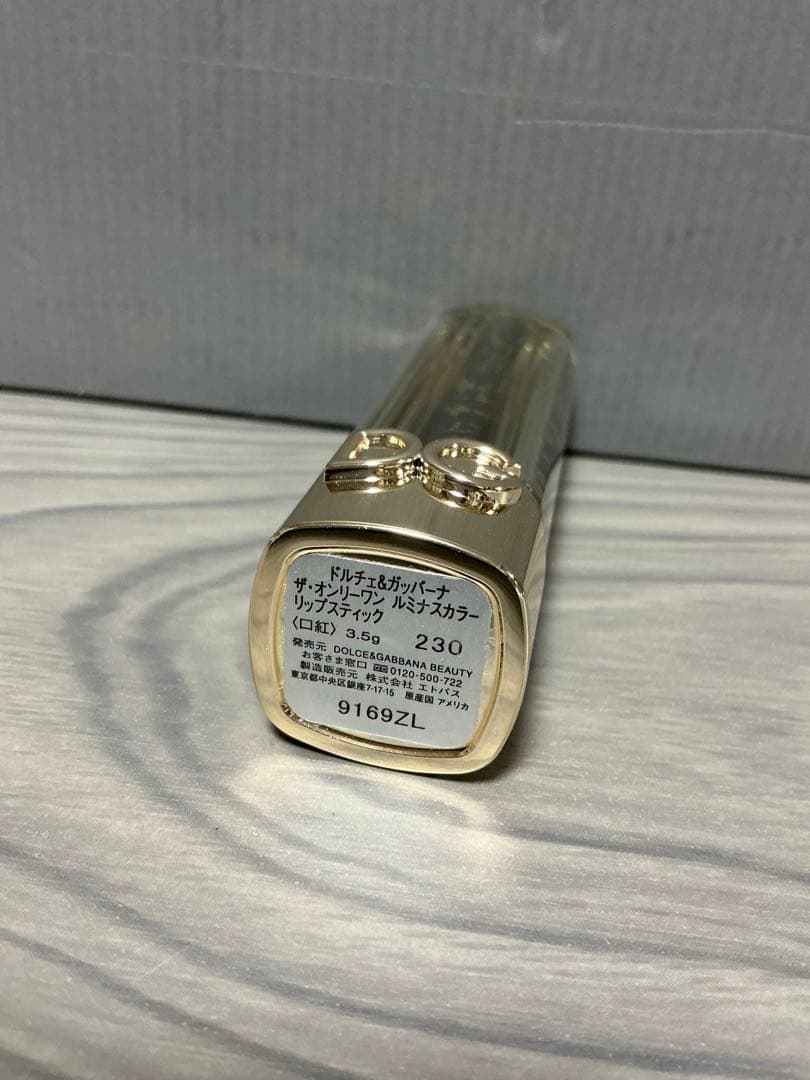 DG
ドルチェ&ガッバーナ
ザ・オンリーワン ルミナスカラー
リップスティック
〈口紅〉 3.5g 230
発売元 DOLCE&GABBANA BEAUTY
お客さま窓口 0120-500-722
製造販売元 株式会社 エトバス
東京都中央区銀座7-17-15 原産国 アメリカ
9169ZL